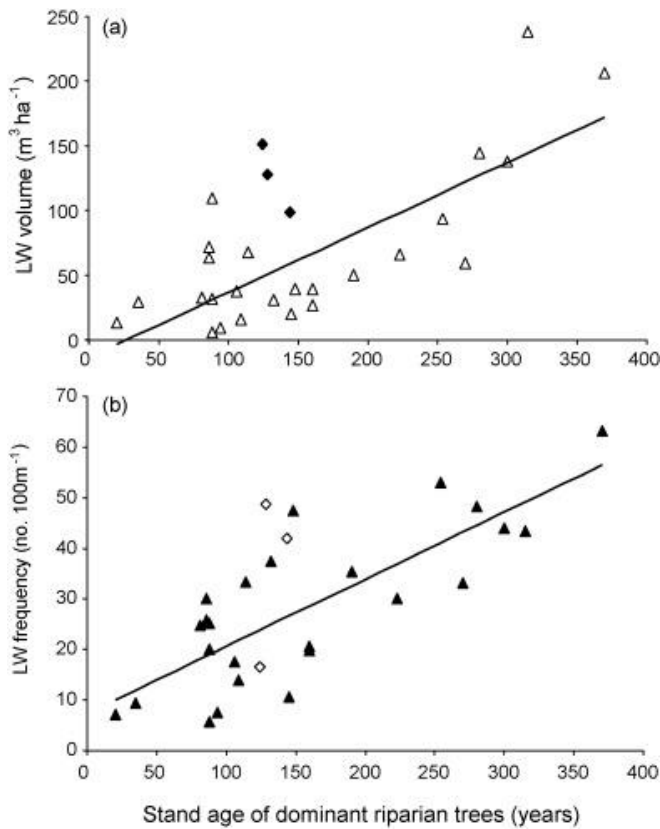 (a)
LW volume (m³ ha⁻¹)
250
200
150
100
50
0
0 50 100 150 200 250 300 350 400
(b)
LW frequency (no. 100m⁻¹)
70
60
50
40
30
20
10
0
0 50 100 150 200 250 300 350 400
Stand age of dominant riparian trees (years)